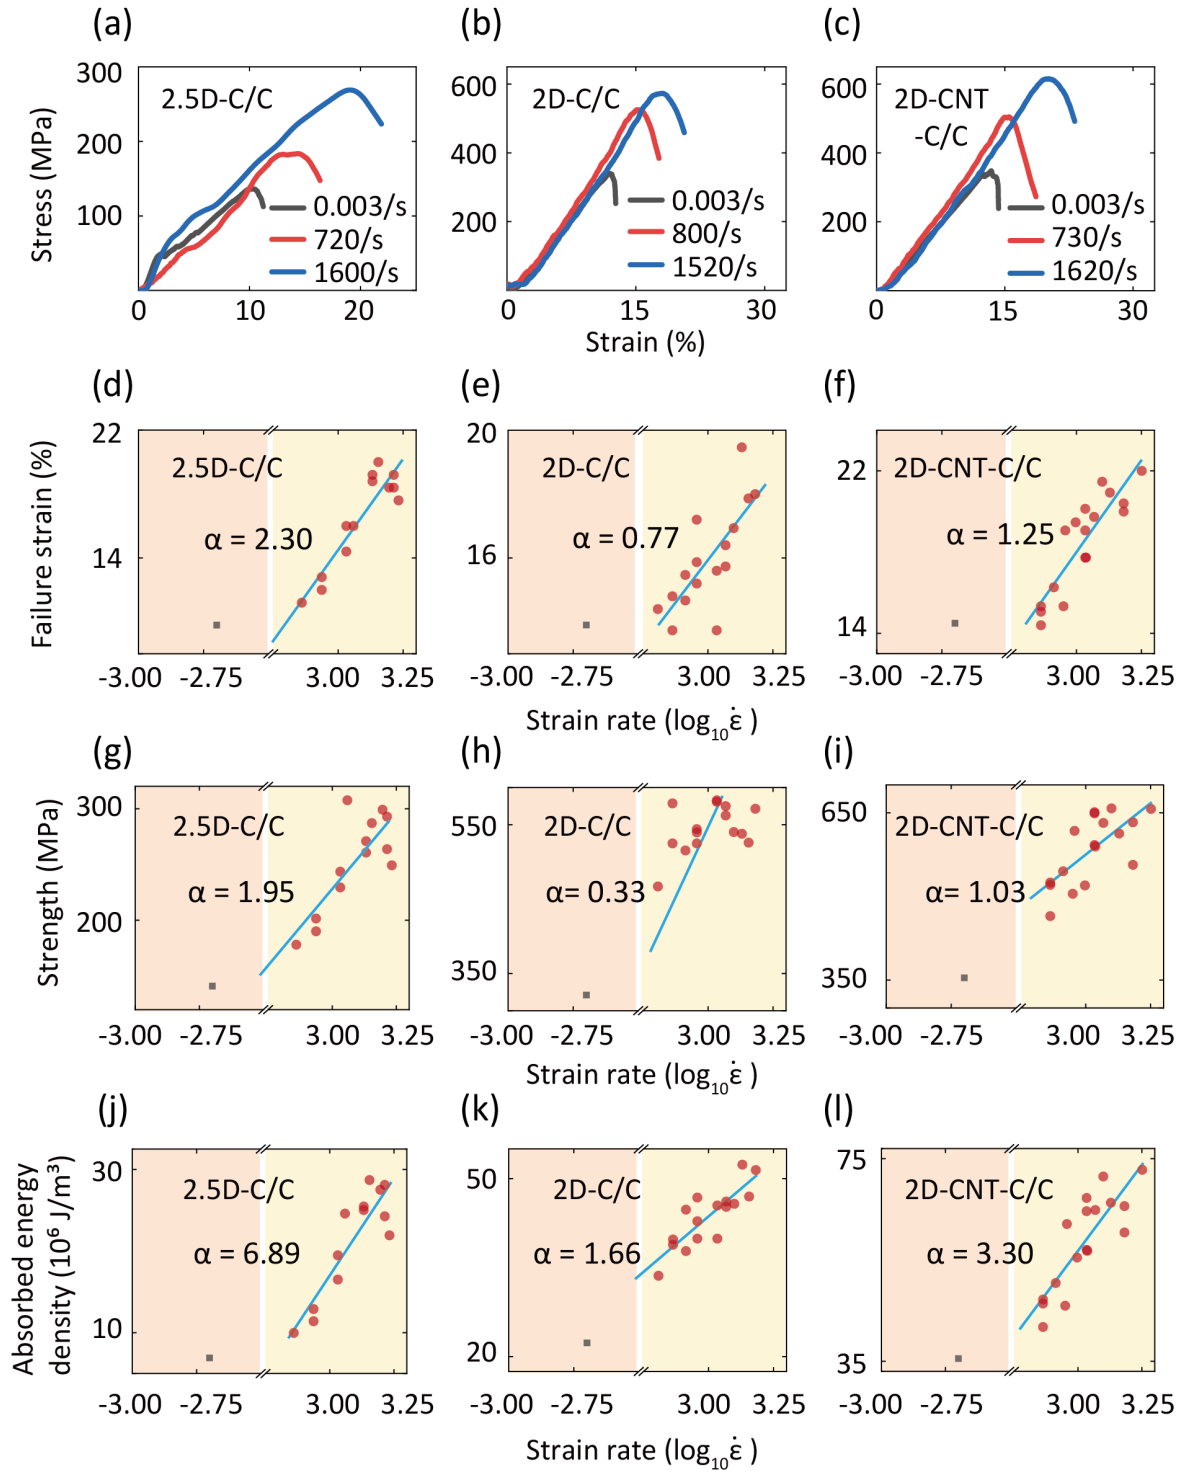 (a) (b) (c)
Stress (MPa)
300
200
100
2.5D-C/C
0.003/s
720/s
1600/s
0 10 20
600
400
200
2D-C/C
0.003/s
800/s
1520/s
0 15 30
600
400
200
2D-CNT
-C/C
0.003/s
730/s
1620/s
0 15 30
Strain (%)
(d) (e) (f)
Failure strain (%)
22
14
2.5D-C/C
α = 2.30
-3.00 -2.75 3.00 3.25
20
16
2D-C/C
α = 0.77
-3.00 -2.75 3.00 3.25
22
14
2D-CNT-C/C
α = 1.25
-3.00 -2.75 3.00 3.25
Strain rate (log10ε̇ )
(g) (h) (i)
Strength (MPa)
300
200
2.5D-C/C
α = 1.95
-3.00 -2.75 3.00 3.25
550
350
2D-C/C
α= 0.33
-3.00 -2.75 3.00 3.25
650
350
2D-CNT-C/C
α= 1.03
-3.00 -2.75 3.00 3.25
Strain rate (log10ε̇ )
(j) (k) (l)
Absorbed energy
density (10⁶ J/m³)
30
10
2.5D-C/C
α = 6.89
-3.00 -2.75 3.00 3.25
50
20
2D-C/C
α = 1.66
-3.00 -2.75 3.00 3.25
75
35
2D-CNT-C/C
α = 3.30
-3.00 -2.75 3.00 3.25
Strain rate (log10ε̇ )